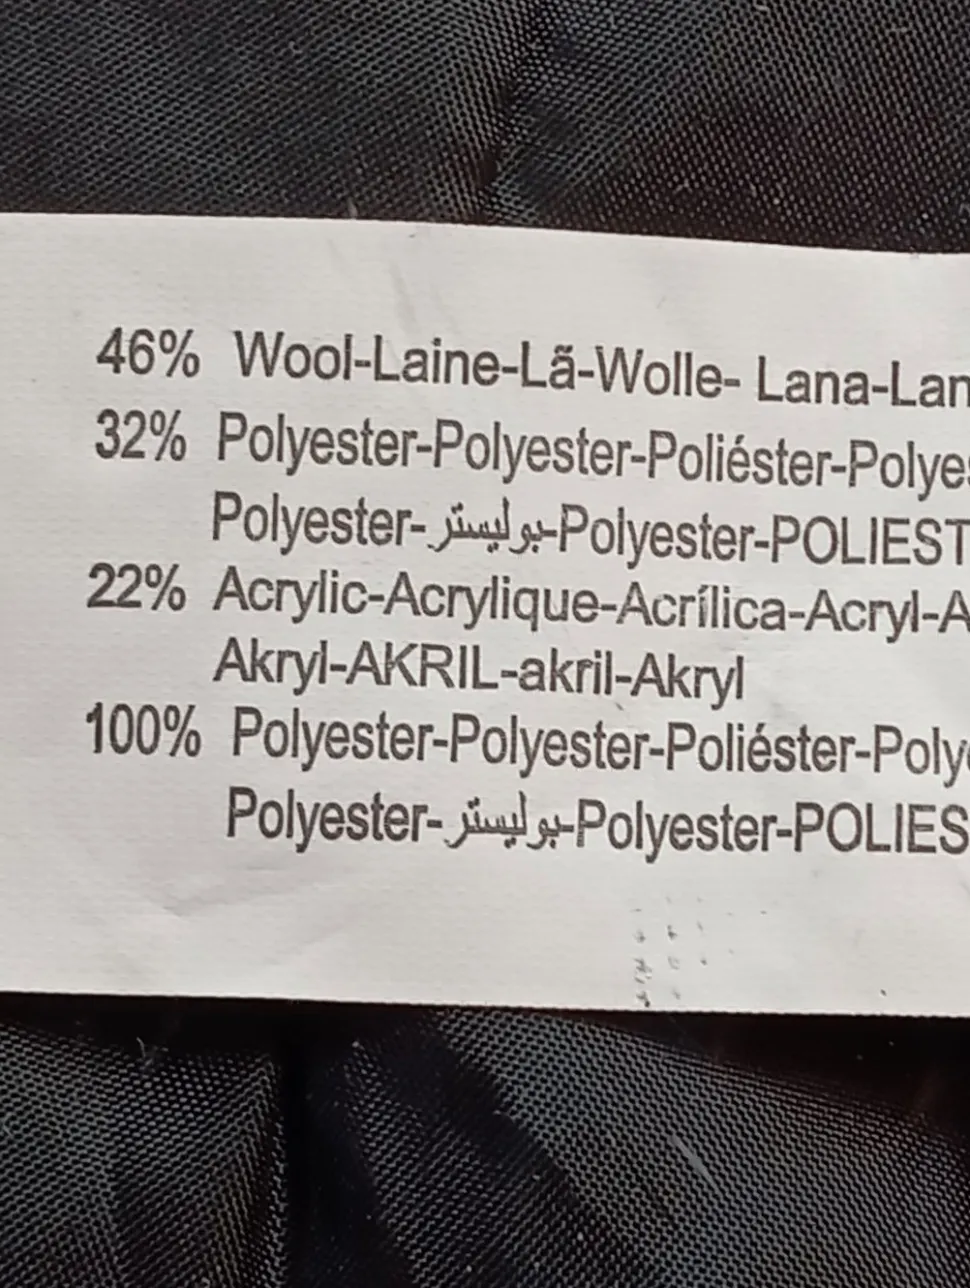 46% Wool-Laine-Lã-Wolle- Lana-Lan
32% Polyester-Polyester-Poliéster-Polyes
Polyester-بوليستر-Polyester-POLIEST
22% Acrylic-Acrylique-Acrílica-Acryl-A
Akryl-AKRIL-akril-Akryl
100% Polyester-Polyester-Poliéster-Poly
Polyester-بوليستر-Polyester-POLIES